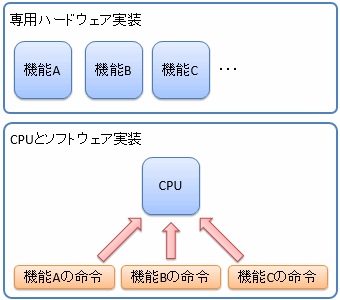 専用ハードウェア実装
機能A
機能B
機能C
･･･
CPUとソフトウェア実装
CPU
機能Aの命令
機能Bの命令
機能Cの命令